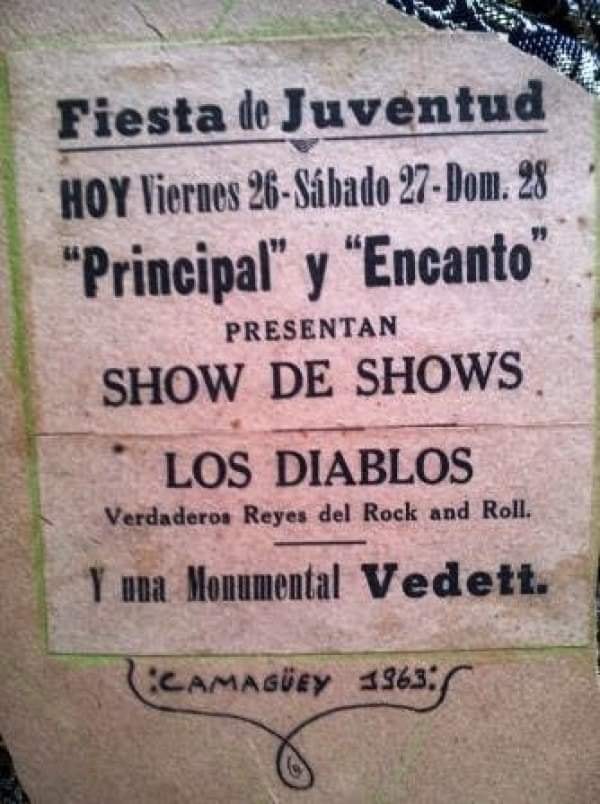 Fiesta de Juventud
HOY Viernes 26-Sábado 27-Dom. 28
"Principal" y "Encanto"
PRESENTAN
SHOW DE SHOWS
LOS DIABLOS
Verdaderos Reyes del Rock and Roll.
Y una Monumental Vedett.
:CAMAGÜEY 1963: